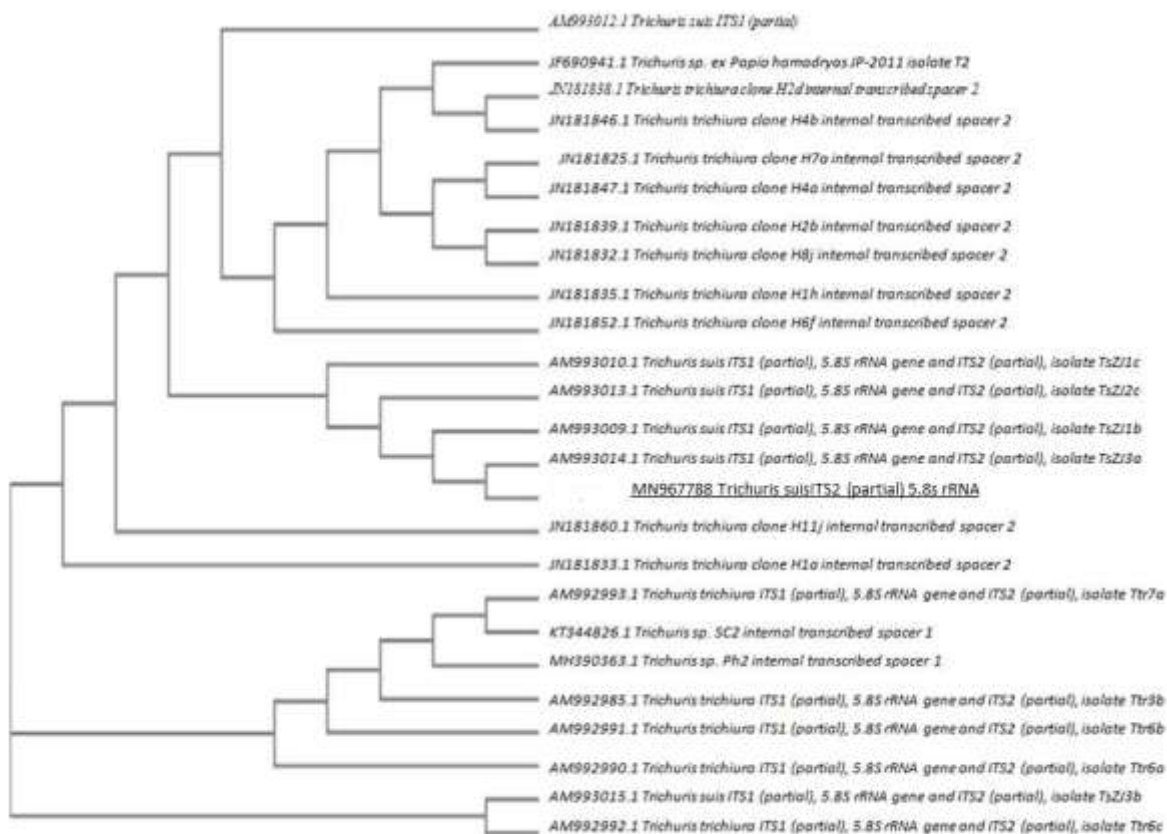 AM993012.1 Trichuris suis ITS1 (partial)
JF690941.1 Trichuris sp. ex Papio hamadryas JP-2011 isolate T2
JN181838.1 Trichuris trichiura clone H2d internal transcribed spacer 2
JN181846.1 Trichuris trichiura clone H4b internal transcribed spacer 2
JN181825.1 Trichuris trichiura clone H7a internal transcribed spacer 2
JN181847.1 Trichuris trichiura clone H4a internal transcribed spacer 2
JN181839.1 Trichuris trichiura clone H2b internal transcribed spacer 2
JN181832.1 Trichuris trichiura clone H8j internal transcribed spacer 2
JN181835.1 Trichuris trichiura clone H1h internal transcribed spacer 2
JN181852.1 Trichuris trichiura clone H6f internal transcribed spacer 2
AM993010.1 Trichuris suis ITS1 (partial), 5.8S rRNA gene and ITS2 (partial), isolate TsZJ1c
AM993013.1 Trichuris suis ITS1 (partial), 5.8S rRNA gene and ITS2 (partial), isolate TsZJ2c
AM993009.1 Trichuris suis ITS1 (partial), 5.8S rRNA gene and ITS2 (partial), isolate TsZJ1b
AM993014.1 Trichuris suis ITS1 (partial), 5.8S rRNA gene and ITS2 (partial), isolate TsZJ3a
MN967788 Trichuris suisITS2 (partial) 5.8s rRNA
JN181860.1 Trichuris trichiura clone H11j internal transcribed spacer 2
JN181833.1 Trichuris trichiura clone H1a internal transcribed spacer 2
AM992993.1 Trichuris trichiura ITS1 (partial), 5.8S rRNA gene and ITS2 (partial), isolate Ttr7a
KT344826.1 Trichuris sp. SC2 internal transcribed spacer 1
MH390363.1 Trichuris sp. Ph2 internal transcribed spacer 1
AM992985.1 Trichuris trichiura ITS1 (partial), 5.8S rRNA gene and ITS2 (partial), isolate Ttr3b
AM992991.1 Trichuris trichiura ITS1 (partial), 5.8S rRNA gene and ITS2 (partial), isolate Ttr6b
AM992990.1 Trichuris trichiura ITS1 (partial), 5.8S rRNA gene and ITS2 (partial), isolate Ttr6a
AM993015.1 Trichuris suis ITS1 (partial), 5.8S rRNA gene and ITS2 (partial), isolate TsZJ3b
AM992992.1 Trichuris trichiura ITS1 (partial), 5.8S rRNA gene and ITS2 (partial), isolate Ttr6c